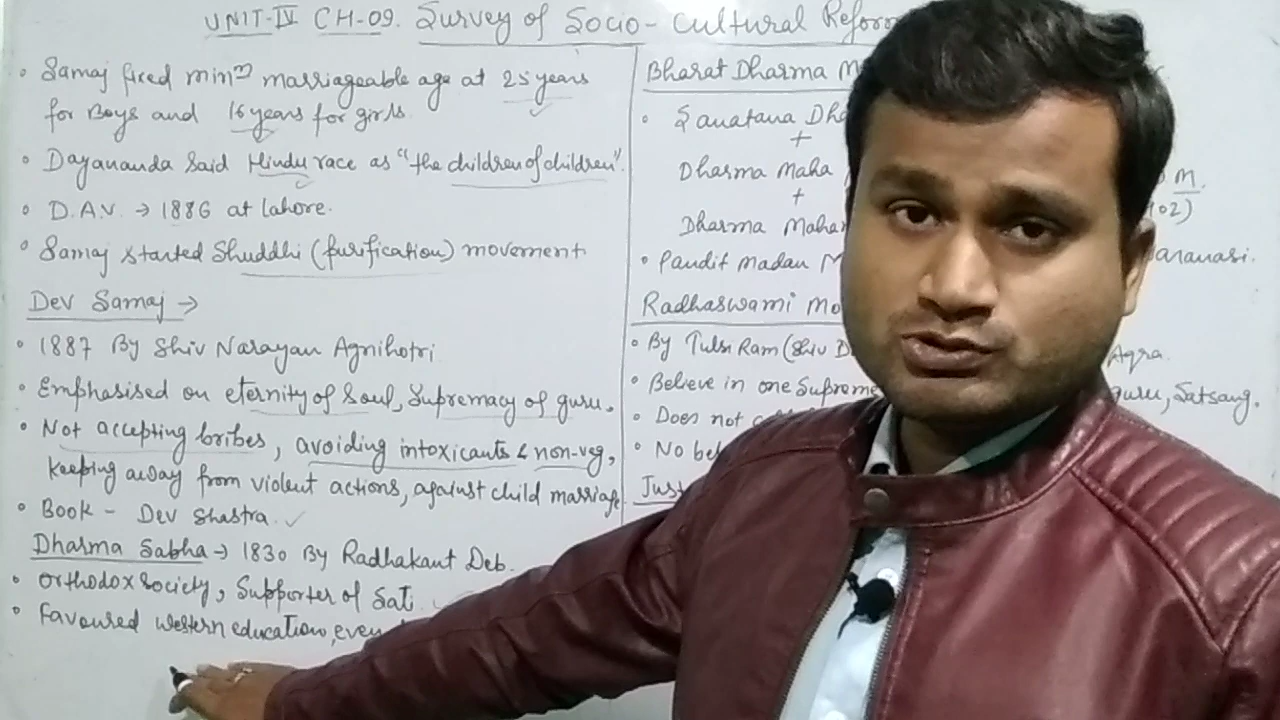 UNIT-IV CH-09. Survey of Socio-Cultural Reform
• Samaj fixed minm marriageable age at 25 years
for Boys and 16 years for girls.
• Dayananda Said Hindu race as "the children of children".
• D.A.V. → 1886 at Lahore.
• Samaj started Shuddhi (purification) movement.
Dev Samaj →
• 1887 By Shiv Narayan Agnihotri
• Emphasised on eternity of Soul, Supremacy of guru.
• Not accepting bribes, avoiding intoxicants & non-veg,
keeping away from violent actions, against child marriage.
• Book - Dev Shastra.
Dharma Sabha → 1830 By Radhakant Deb.
• Orthodox society, Supporter of Sati
• Favoured western education, even
Bharat Dharma M
• Sanatana Dha
+
Dharma Maha
+
Dharma Maha
M.
02)
• Pandit Madan M
aranasi.
Radhaswami Mo
• By Tulsi Ram (Shiv D Agra.
• Believe in one Supreme guru, Satsang.
• Does not
• No be
Just